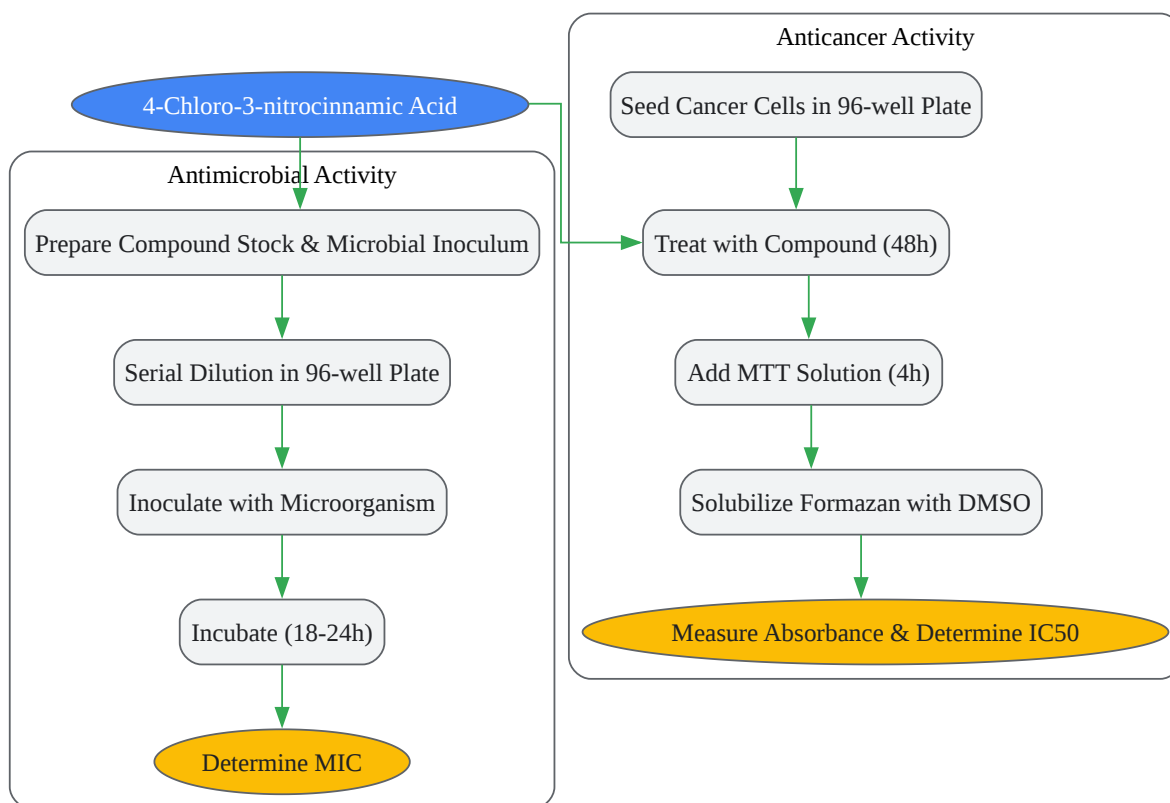 4-Chloro-3-nitrocinnamic Acid
Antimicrobial Activity
Prepare Compound Stock & Microbial Inoculum
Serial Dilution in 96-well Plate
Inoculate with Microorganism
Incubate (18-24h)
Determine MIC
Anticancer Activity
Seed Cancer Cells in 96-well Plate
Treat with Compound (48h)
Add MTT Solution (4h)
Solubilize Formazan with DMSO
Measure Absorbance & Determine IC50